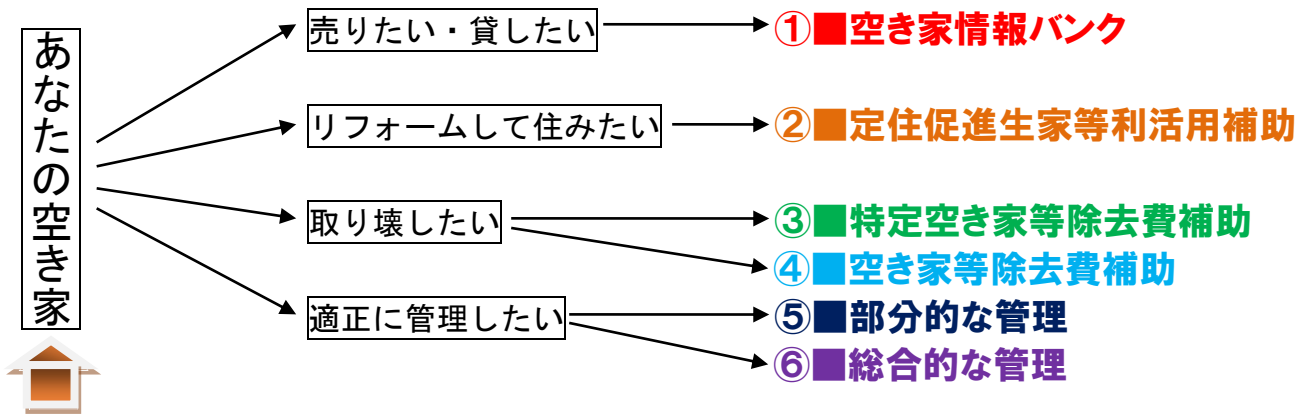 あなたの空き家
売りたい・貸したい
①■空き家情報バンク
リフォームして住みたい
②■定住促進生家等利活用補助
取り壊したい
③■特定空き家等除去費補助
④■空き家等除去費補助
適正に管理したい
⑤■部分的な管理
⑥■総合的な管理